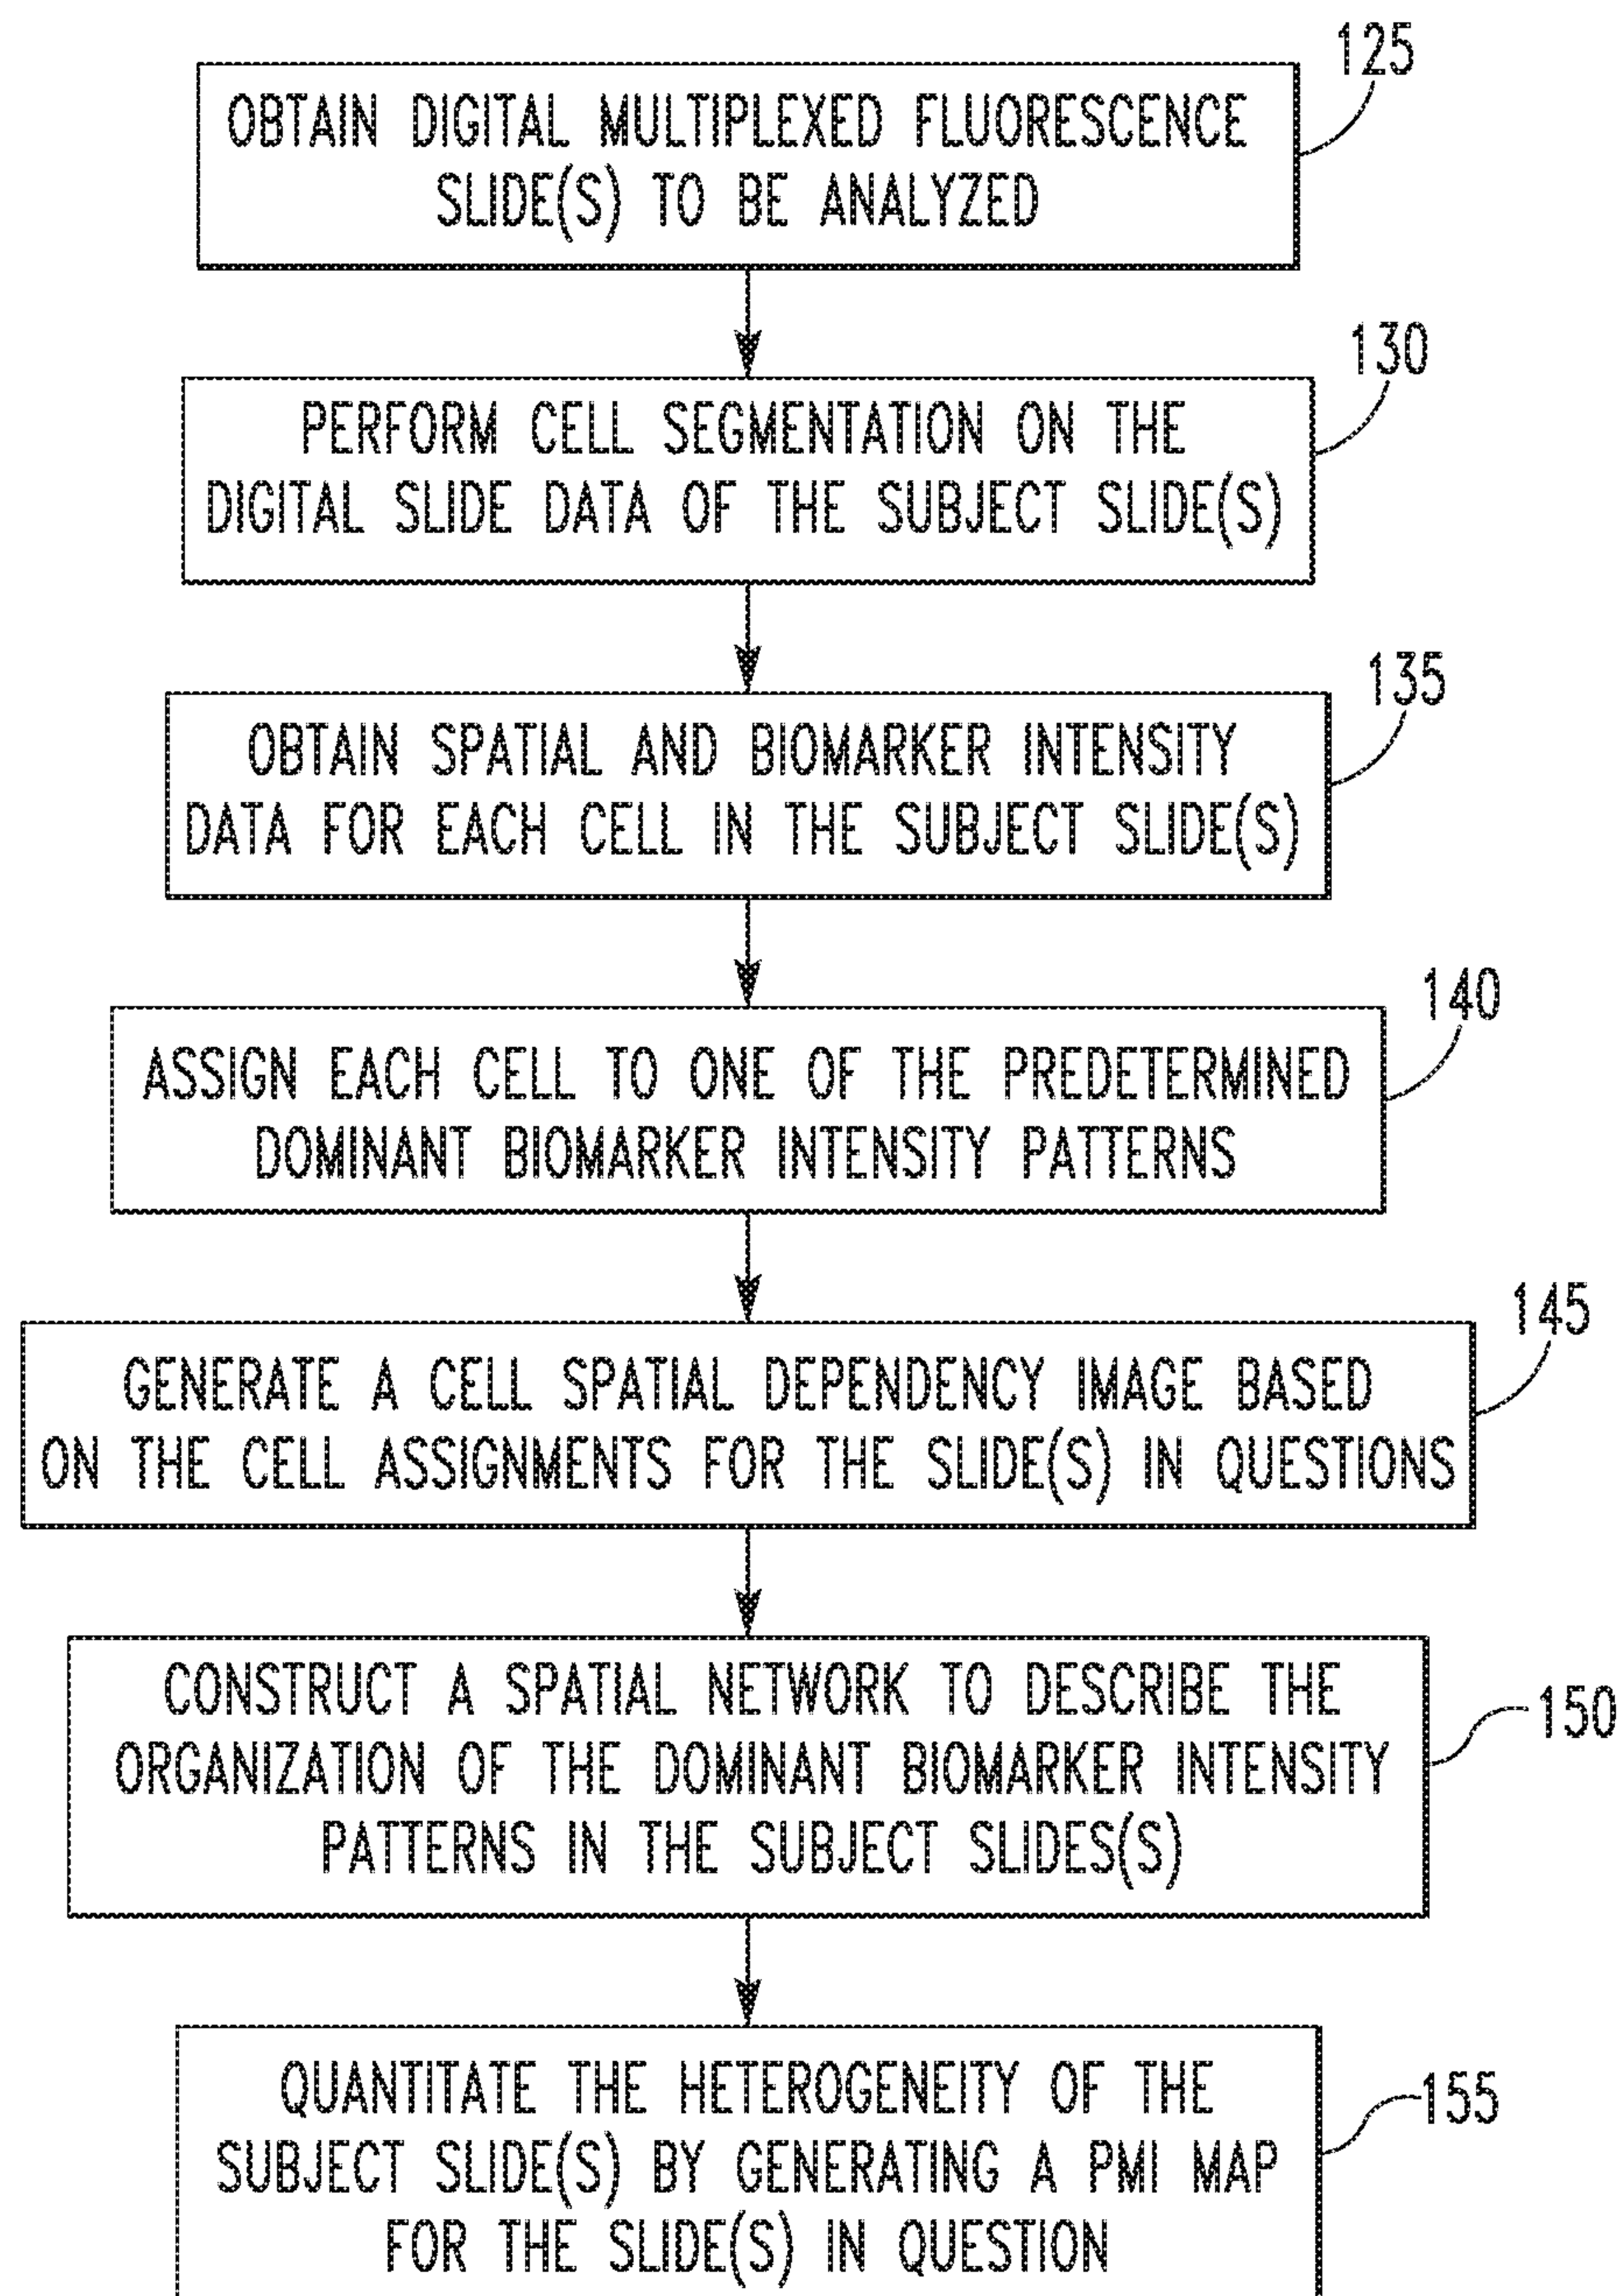 125
OBTAIN DIGITAL MULTIPLEXED FLUORESCENCE
SLIDE(S) TO BE ANALYZED
130
PERFORM CELL SEGMENTATION ON THE
DIGITAL SLIDE DATA OF THE SUBJECT SLIDE(S)
135
OBTAIN SPATIAL AND BIOMARKER INTENSITY
DATA FOR EACH CELL IN THE SUBJECT SLIDE(S)
140
ASSIGN EACH CELL TO ONE OF THE PREDETERMINED
DOMINANT BIOMARKER INTENSITY PATTERNS
145
GENERATE A CELL SPATIAL DEPENDENCY IMAGE BASED
ON THE CELL ASSIGNMENTS FOR THE SLIDE(S) IN QUESTIONS
150
CONSTRUCT A SPATIAL NETWORK TO DESCRIBE THE
ORGANIZATION OF THE DOMINANT BIOMARKER INTENSITY
PATTERNS IN THE SUBJECT SLIDES(S)
155
QUANTITATE THE HETEROGENEITY OF THE
SUBJECT SLIDE(S) BY GENERATING A PMI MAP
FOR THE SLIDE(S) IN QUESTION